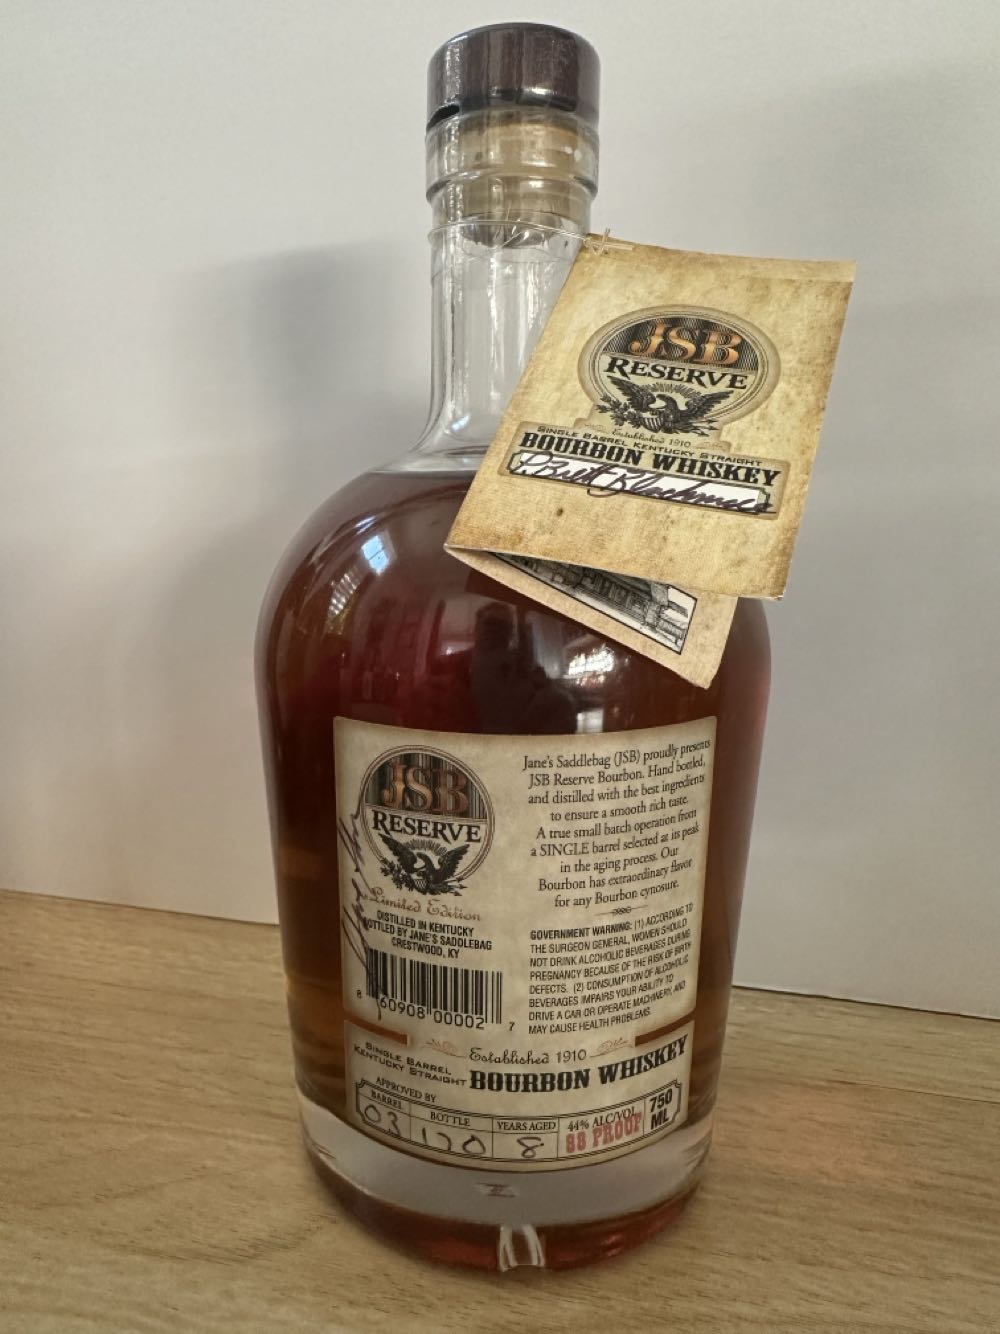 JSB
RESERVE
Established 1910
SINGLE BARREL KENTUCKY STRAIGHT
BOURBON WHISKEY
P. Brett Blackmore
JSB
RESERVE
Limited Edition
DISTILLED IN KENTUCKY
BOTTLED BY JANE'S SADDLEBAG
CRESTWOOD, KY
8 60908 00002 7
Jane's Saddlebag (JSB) proudly presents
JSB Reserve Bourbon. Hand bottled,
and distilled with the best ingredients
to ensure a smooth rich taste.
A true small batch operation from
a SINGLE barrel selected at its peak
in the aging process. Our
Bourbon has extraordinary flavor
for any Bourbon cynosure.
GOVERNMENT WARNING: (1) ACCORDING TO
THE SURGEON GENERAL, WOMEN SHOULD
NOT DRINK ALCOHOLIC BEVERAGES DURING
PREGNANCY BECAUSE OF THE RISK OF BIRTH
DEFECTS. (2) CONSUMPTION OF ALCOHOLIC
BEVERAGES IMPAIRS YOUR ABILITY TO
DRIVE A CAR OR OPERATE MACHINERY, AND
MAY CAUSE HEALTH PROBLEMS.
Established 1910
SINGLE BARREL
KENTUCKY STRAIGHT
BOURBON WHISKEY
APPROVED BY
BARREL
03
BOTTLE
120
YEARS AGED
8
44% ALC/VOL
88 PROOF
750
ML